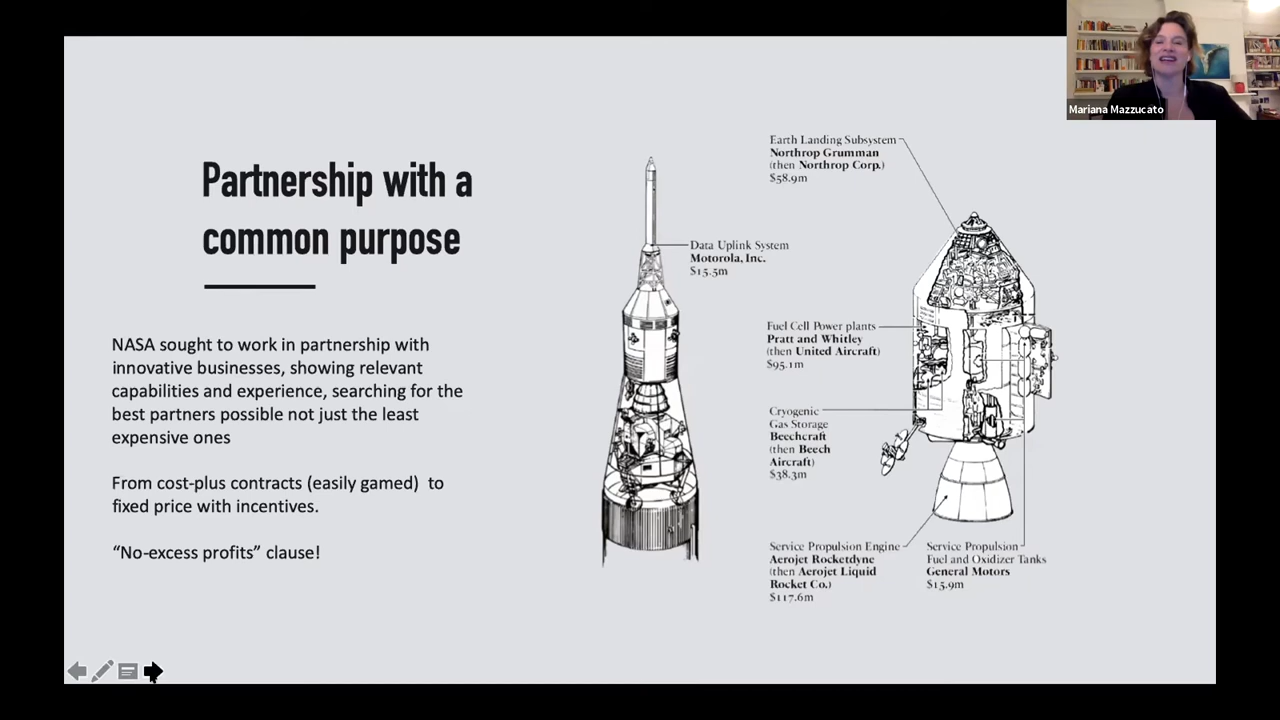 Mariana Mazzucato
Partnership with a
common purpose
NASA sought to work in partnership with
innovative businesses, showing relevant
capabilities and experience, searching for the
best partners possible not just the least
expensive ones
From cost-plus contracts (easily gamed)  to
fixed price with incentives.
“No-excess profits” clause!
Data Uplink System
Motorola, Inc.
$15.5m
Earth Landing Subsystem
Northrop Grumman
(then Northrop Corp.)
$58.9m
Fuel Cell Power plants
Pratt and Whitley
(then United Aircraft)
$95.1m
Cryogenic
Gas Storage
Beechcraft
(then Beech
Aircraft)
$38.3m
Service Propulsion Engine
Aerojet Rocketdyne
(then Aerojet Liquid
Rocket Co.)
$117.6m
Service Propulsion
Fuel and Oxidizer Tanks
General Motors
$15.9m